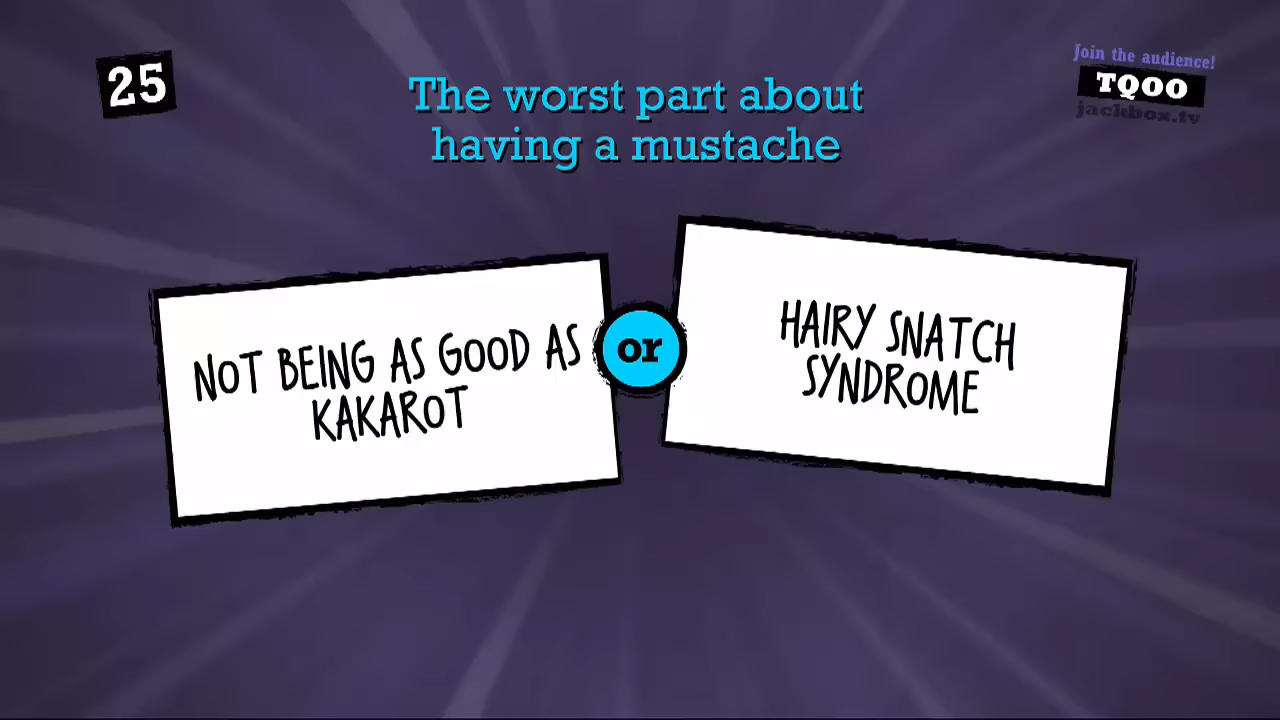 25
The worst part about
having a mustache
Join the audience!
TQOO
jackbox.tv
NOT BEING AS GOOD AS
KAKAROT
or
HAIRY SNATCH
SYNDROME